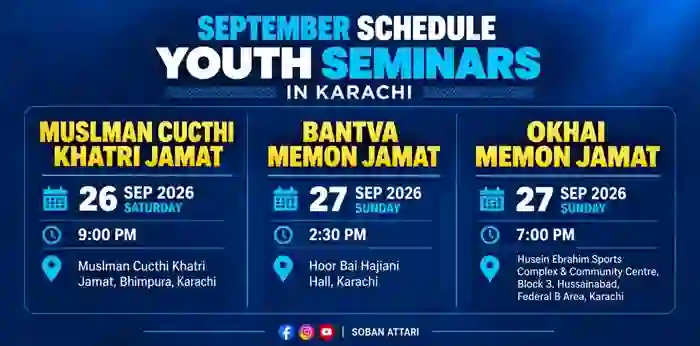 SEPTEMBER SCHEDULE
YOUTH SEMINARS
IN KARACHI
MUSLMAN CUCTHI
KHATRI JAMAT
26 SEP 2026
SATURDAY
9:00 PM
Muslman Cucthi Khatri
Jamat, Bhimpura, Karachi
BANTVA
MEMON JAMAT
27 SEP 2026
SUNDAY
2:30 PM
Hoor Bai Hajiani
Hall, Karachi
OKHAI
MEMON JAMAT
27 SEP 2026
SUNDAY
7:00 PM
Husein Ebrahim Sports
Complex & Community Centre,
Block 3, Hussainabad,
Federal B Area, Karachi
SOBAN ATTARI